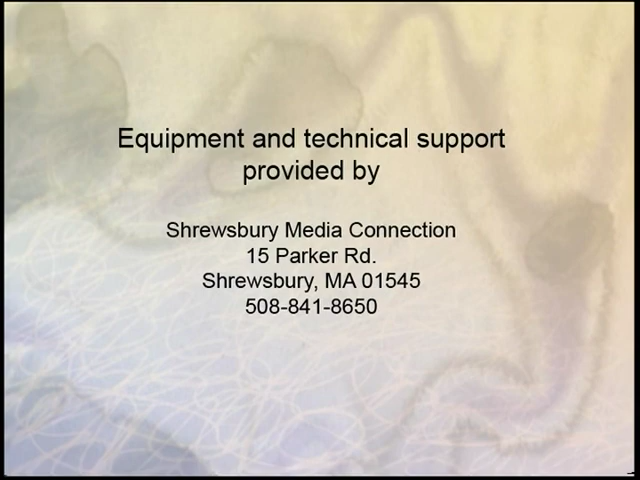 Equipment and technical support
provided by
Shrewsbury Media Connection
15 Parker Rd.
Shrewsbury, MA 01545
508-841-8650